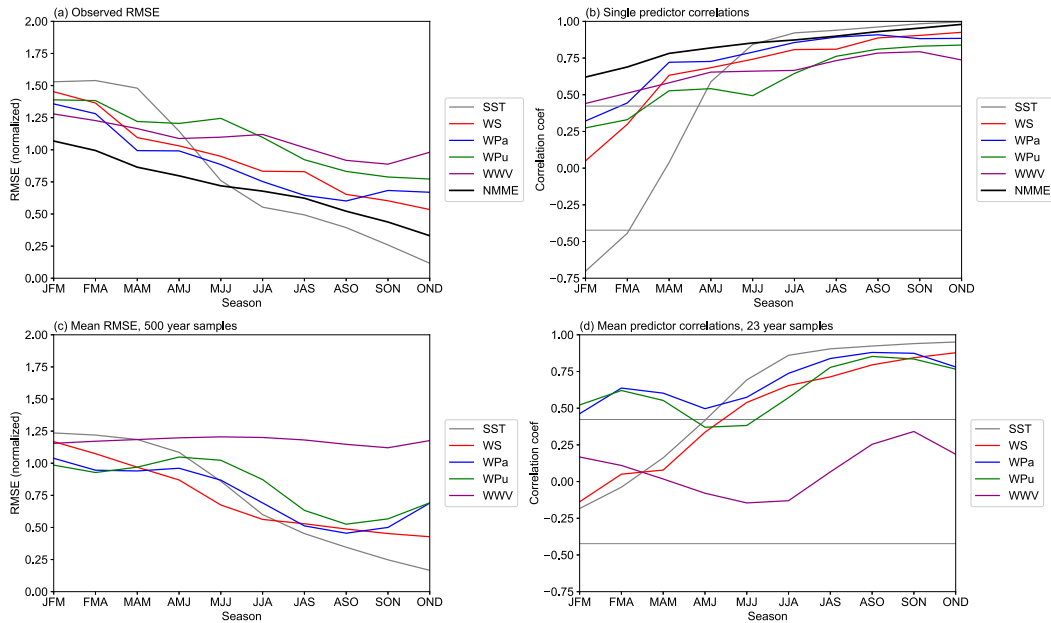 (a) Observed RMSE
RMSE (normalized)
2.00
1.75
1.50
1.25
1.00
0.75
0.50
0.25
0.00
JFM FMA MAM AMJ MJJ JJA JAS ASO SON OND
Season
SST
WS
WPa
WPu
WWV
NMME
(b) Single predictor correlations
Correlation coef
1.00
0.75
0.50
0.25
0.00
−0.25
−0.50
−0.75
JFM FMA MAM AMJ MJJ JJA JAS ASO SON OND
Season
SST
WS
WPa
WPu
WWV
NMME
(c) Mean RMSE, 500 year samples
RMSE (normalized)
2.00
1.75
1.50
1.25
1.00
0.75
0.50
0.25
0.00
JFM FMA MAM AMJ MJJ JJA JAS ASO SON OND
Season
SST
WS
WPa
WPu
WWV
(d) Mean predictor correlations, 23 year samples
Correlation coef
1.00
0.75
0.50
0.25
0.00
−0.25
−0.50
−0.75
JFM FMA MAM AMJ MJJ JJA JAS ASO SON OND
Season
SST
WS
WPa
WPu
WWV